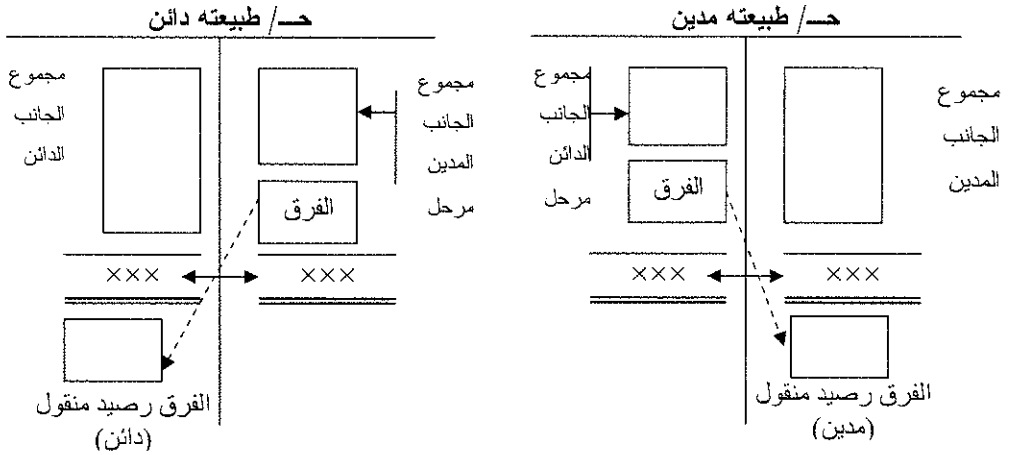 حـــ/ طبيعته مدين
مجموع
الجانب
المدين
مجموع
الجانب
الدائن
مرحل
الفرق
×××
×××
الفرق رصيد منقول
(مدين)
حـــ/ طبيعته دائن
مجموع
الجانب
المدين
مرحل
الفرق
مجموع
الجانب
الدائن
×××
×××
الفرق رصيد منقول
(دائن)